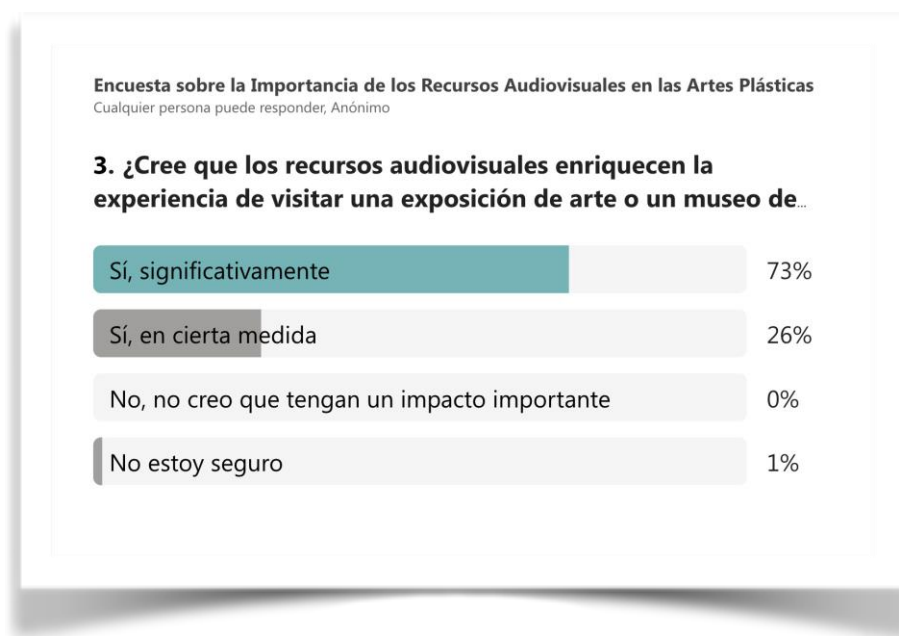 Encuesta sobre la Importancia de los Recursos Audiovisuales en las Artes Plásticas
Cualquier persona puede responder, Anónimo
3. ¿Cree que los recursos audiovisuales enriquecen la
experiencia de visitar una exposición de arte o un museo de...
Sí, significativamente 73%
Sí, en cierta medida 26%
No, no creo que tengan un impacto importante 0%
No estoy seguro 1%